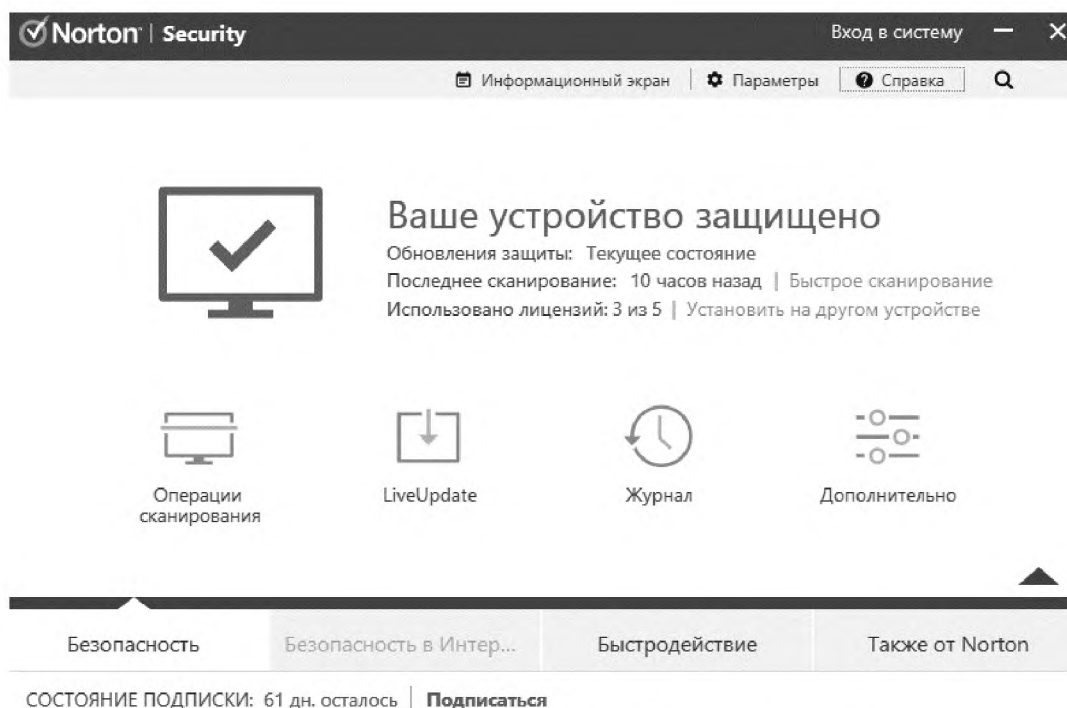 Norton | Security Вход в систему
Информационный экран | Параметры Справка
Ваше устройство защищено
Обновления защиты: Текущее состояние
Последнее сканирование: 10 часов назад | Быстрое сканирование
Использовано лицензий: 3 из 5 | Установить на другом устройстве
Операции сканирования
LiveUpdate
Журнал
Дополнительно
Безопасность Безопасность в Интер... Быстродействие Также от Norton
СОСТОЯНИЕ ПОДПИСКИ: 61 дн. осталось | Подписаться